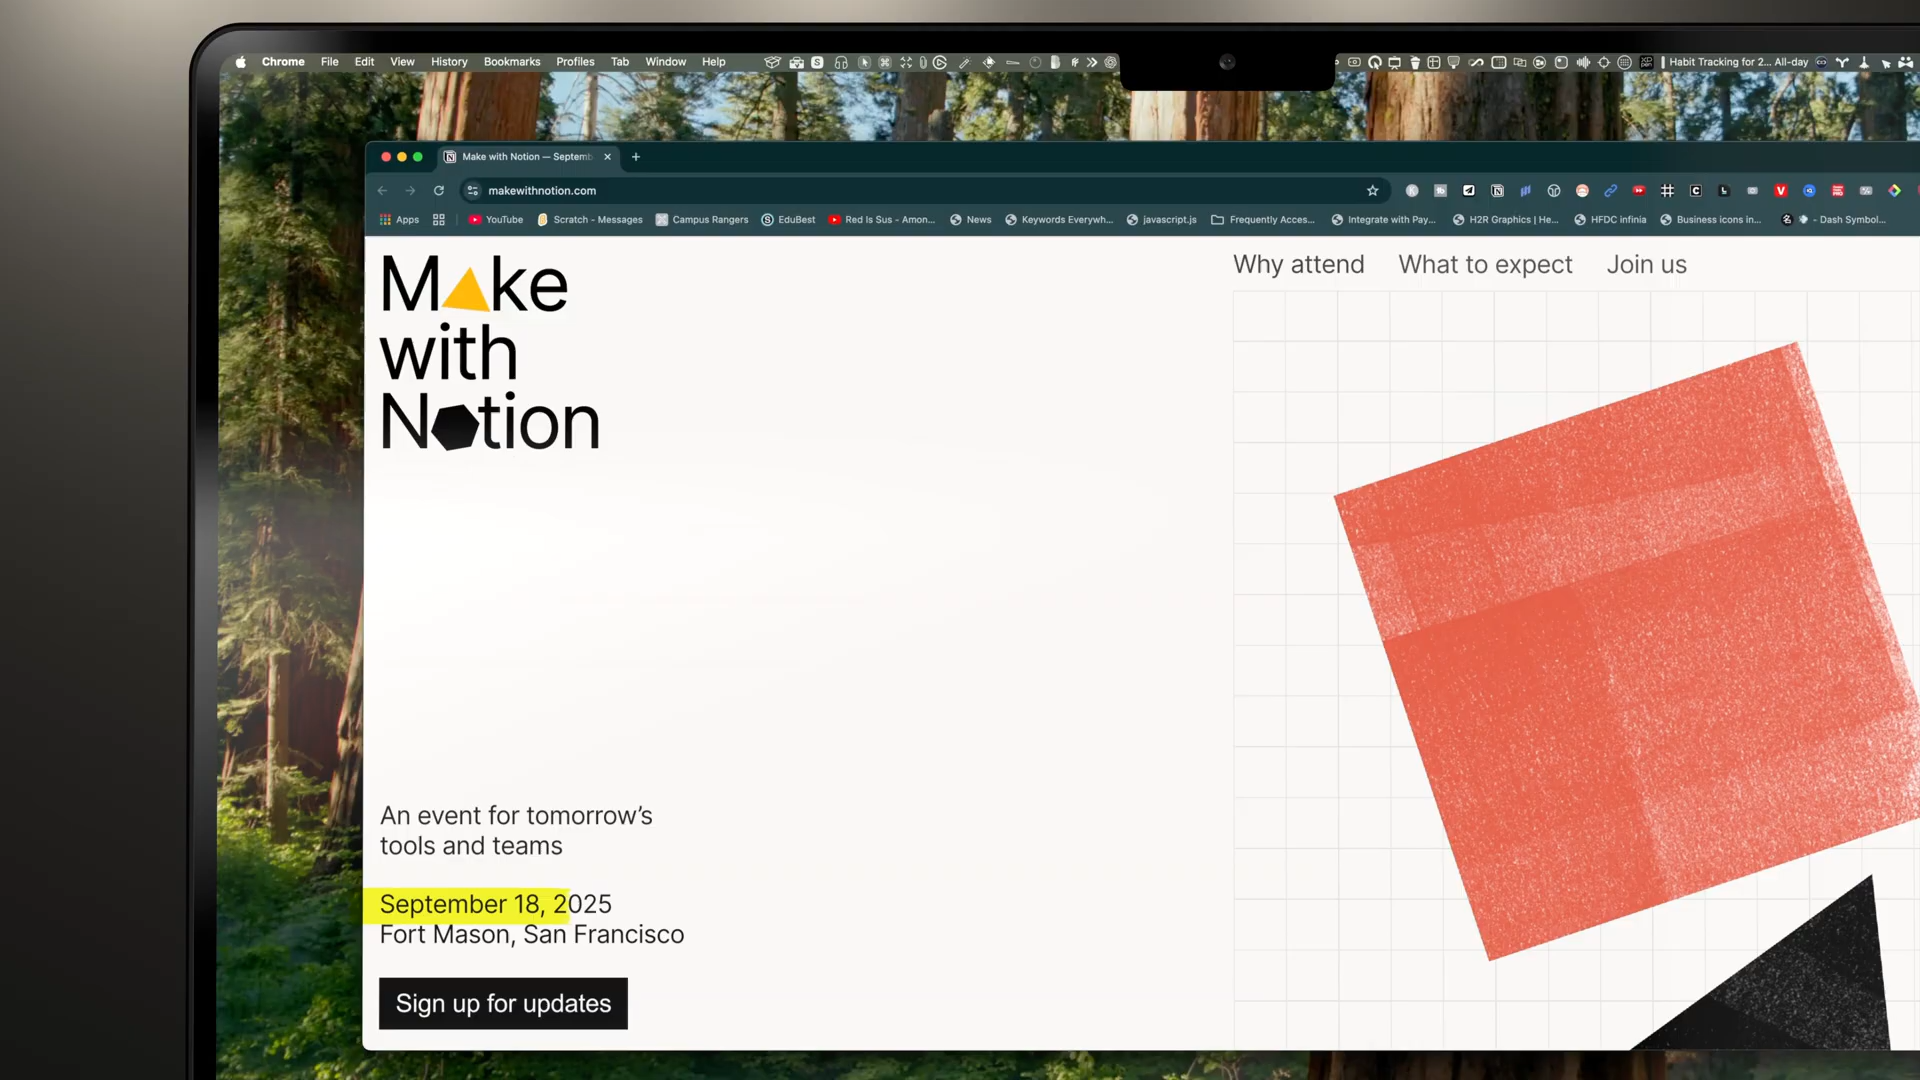 Chrome File Edit View History Bookmarks Profiles Tab Window Help
Habit Tracking for 2... All-day
Make with Notion — Septemb
makewithnotion.com
Apps YouTube Scratch - Messages Campus Rangers EduBest Red Is Sus - Amon... News Keywords Everywh... javascript.js Frequently Acces... Integrate with Pay... H2R Graphics | He... HFDC infinia Business icons in... - Dash Symbol...
Make
with
Notion
Why attend What to expect Join us
An event for tomorrow’s
tools and teams
September 18, 2025
Fort Mason, San Francisco
Sign up for updates